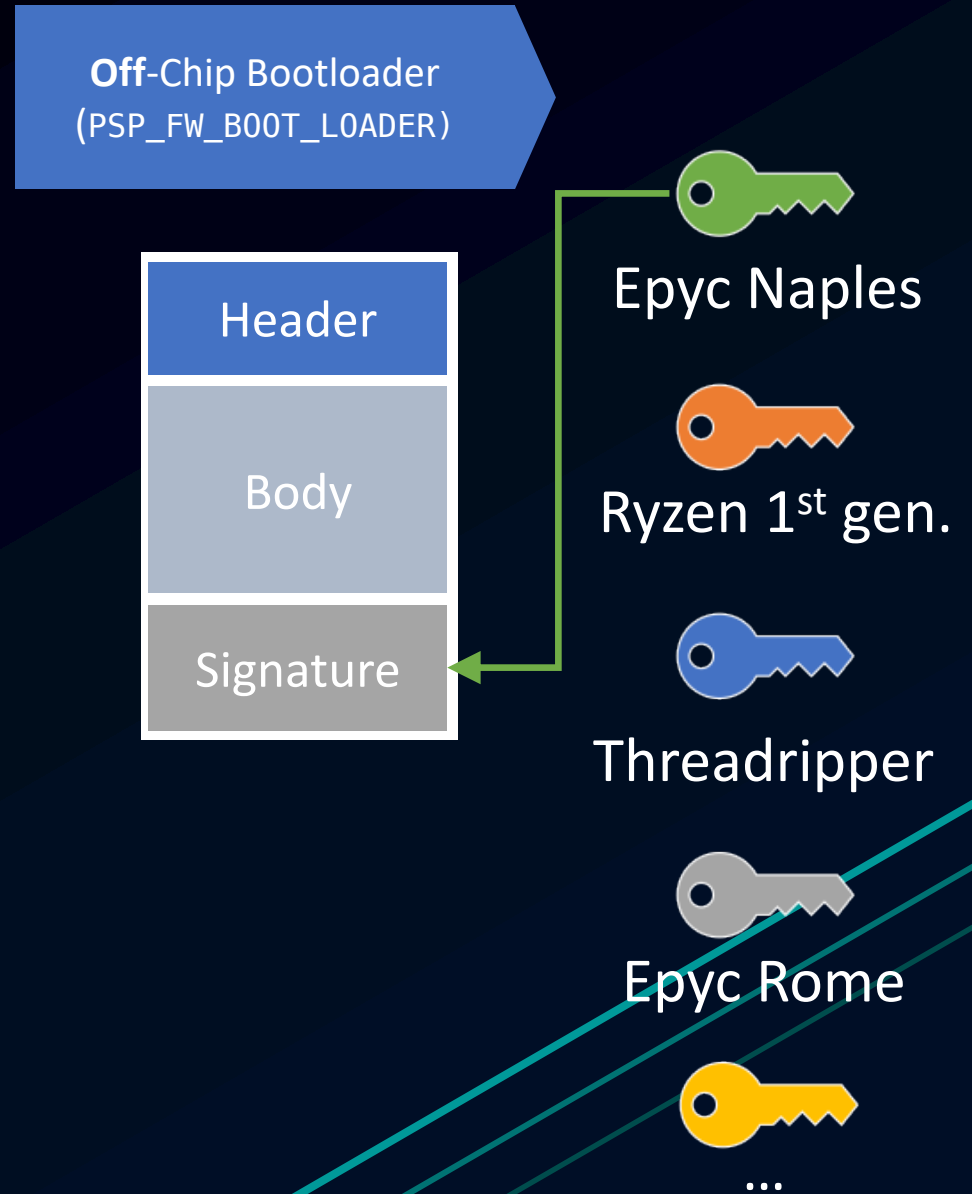 Off-Chip Bootloader
(PSP_FW_BOOT_LOADER)
Header
Body
Signature
Epyc Naples
Ryzen 1st gen.
Threadripper
Epyc Rome
...